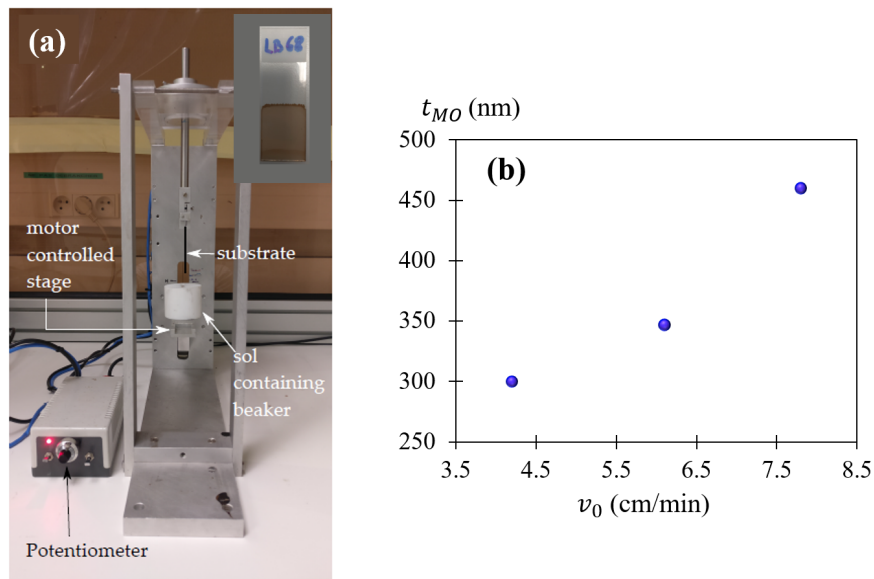 (a)
LB68
motor
controlled
stage
substrate
sol
containing
beaker
Potentiometer
t_MO (nm)
(b)
500
450
400
350
300
250
3.5 4.5 5.5 6.5 7.5 8.5
v_0 (cm/min)